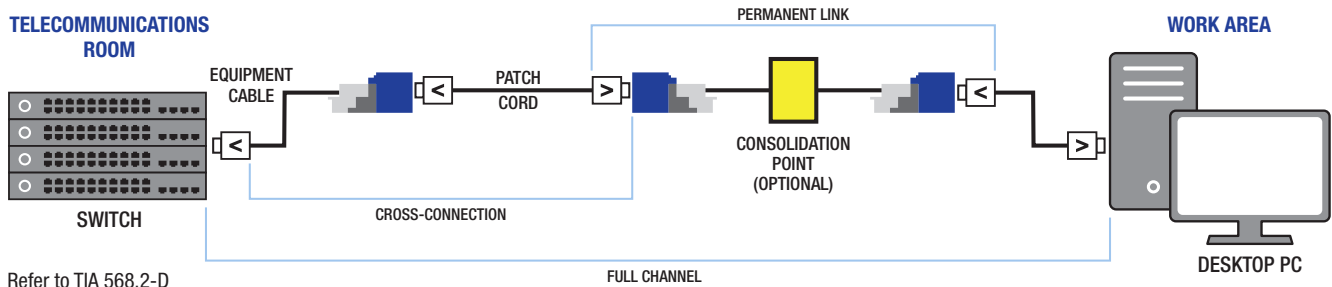 TELECOMMUNICATIONS
ROOM
PERMANENT LINK
WORK AREA
EQUIPMENT
CABLE
<
PATCH
CORD
>
<
<
>
CONSOLIDATION
POINT
(OPTIONAL)
SWITCH
CROSS-CONNECTION
DESKTOP PC
FULL CHANNEL
Refer to TIA 568.2-D